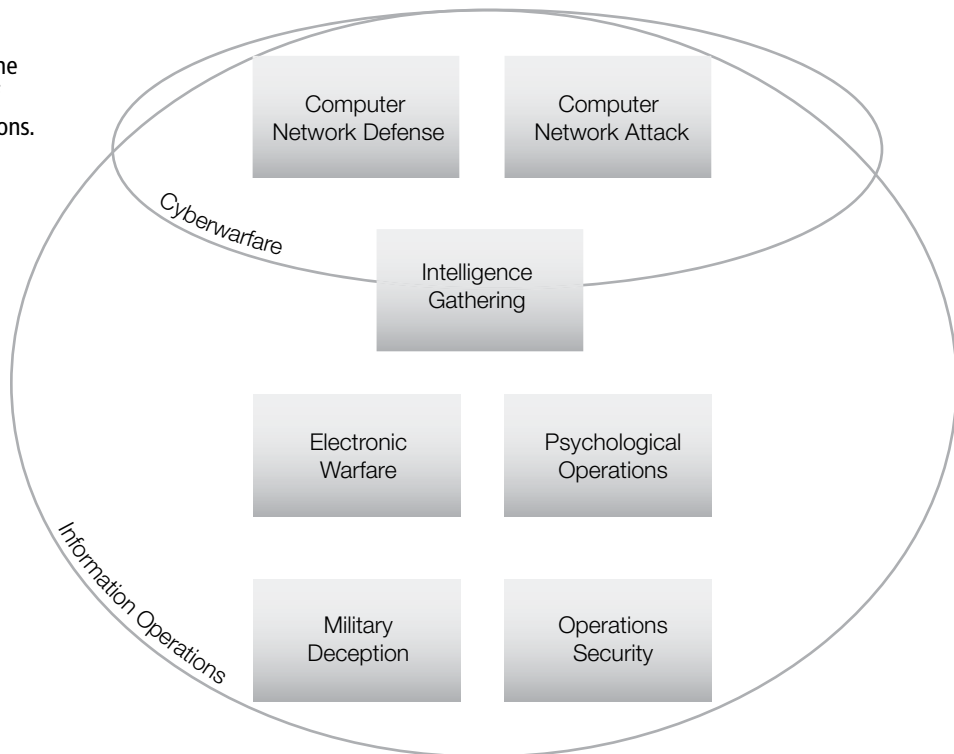 ons.
Computer
Network Defense
Computer
Network Attack
Cyberwarfare
Intelligence
Gathering
Electronic
Warfare
Psychological
Operations
Information Operations
Military
Deception
Operations
Security